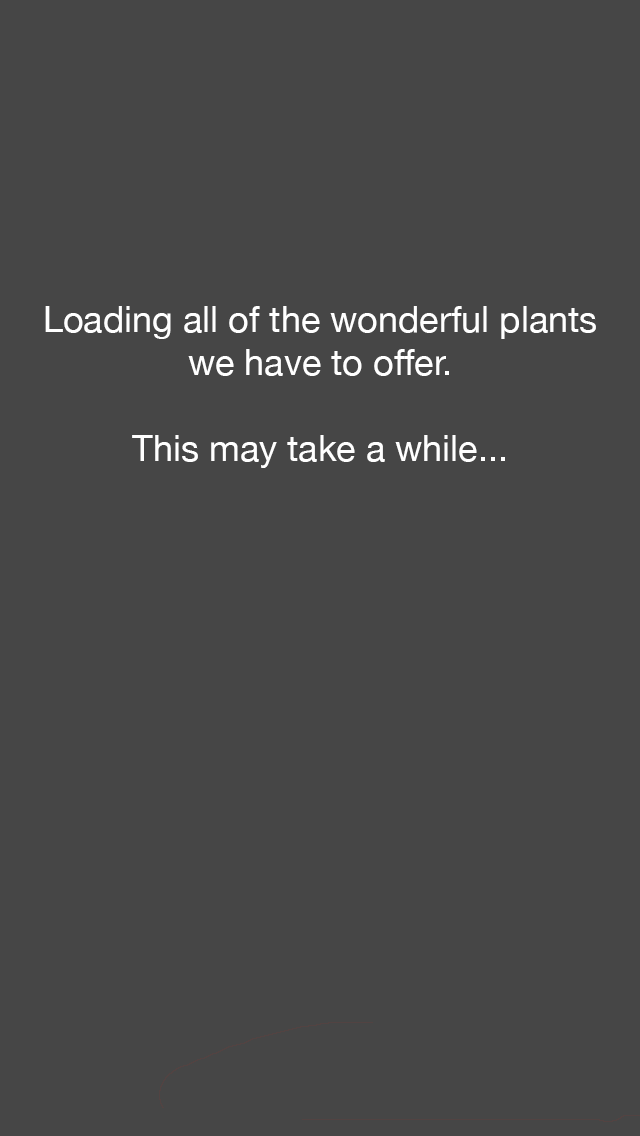 Loading all of the wonderful plants
we have to offer.
This may take a while...